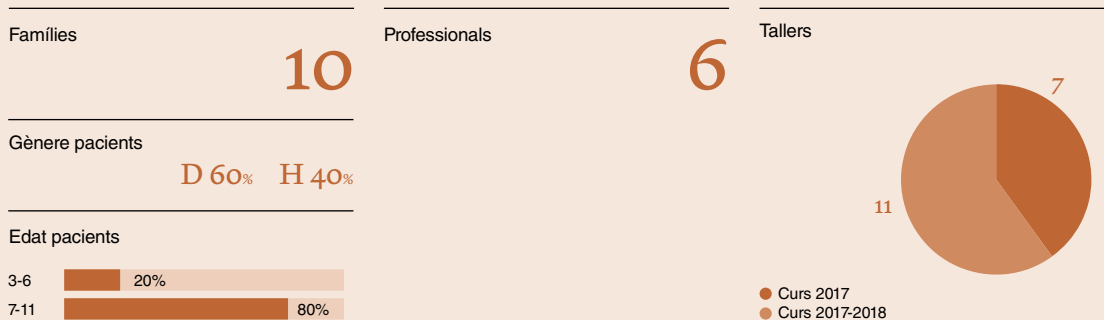 Famílies
10
Gènere pacients
D 60% H 40%
Edat pacients
3-6 20%
7-11 80%
Professionals
6
Tallers
7
11
Curs 2017
Curs 2017-2018